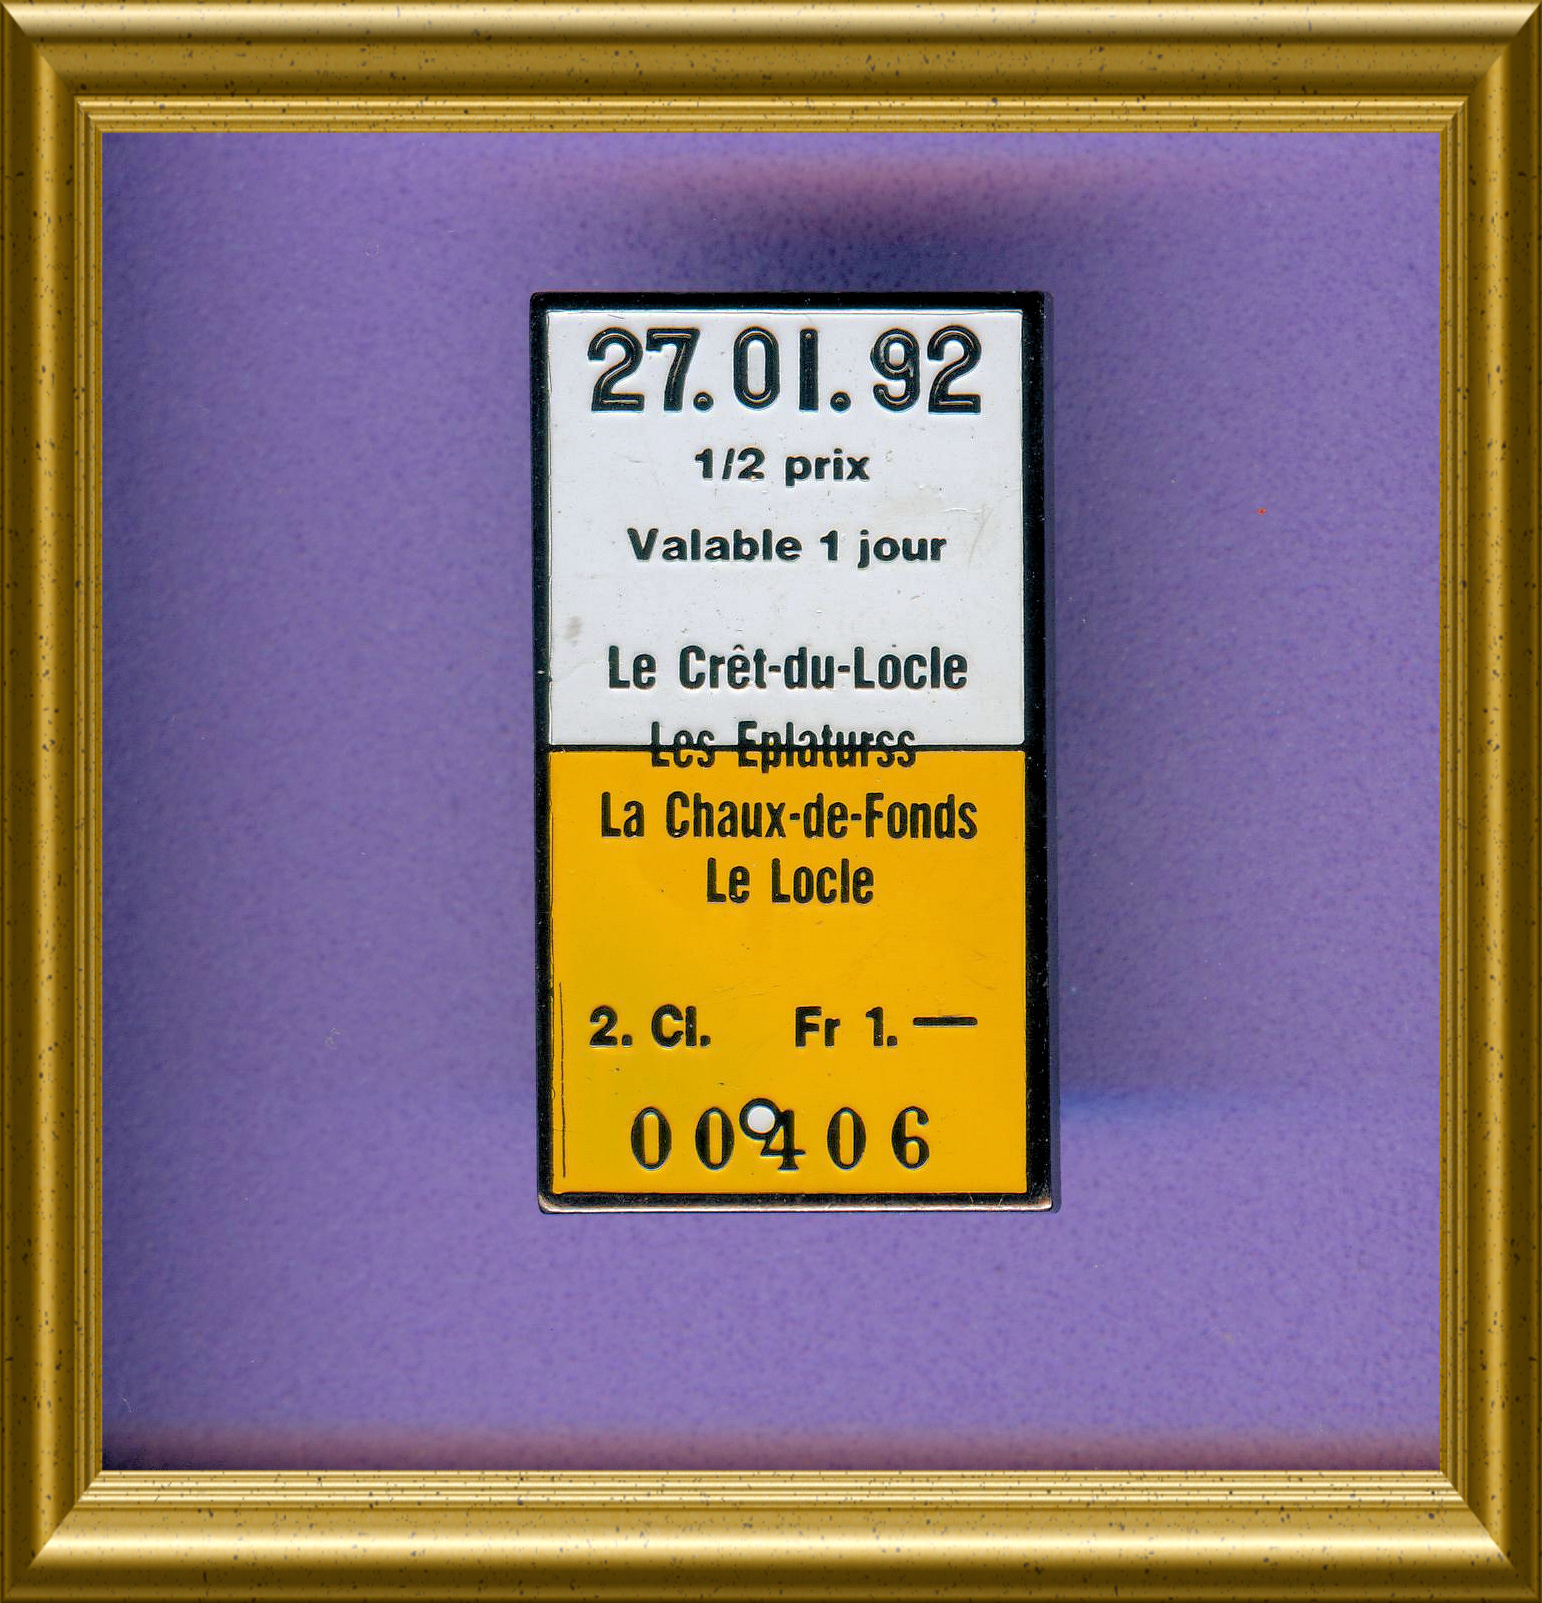 27.01.92
1/2 prix
Valable 1 jour
Le Crêt-du-Locle
Les Eplaturss
La Chaux-de-Fonds
Le Locle
2. Cl. Fr 1.—
00406